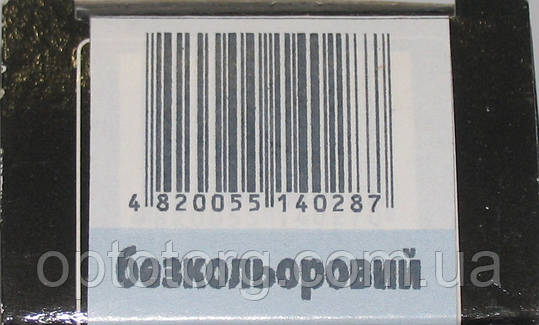 4 820055 140287
безкольоровий
optotorg.com.ua